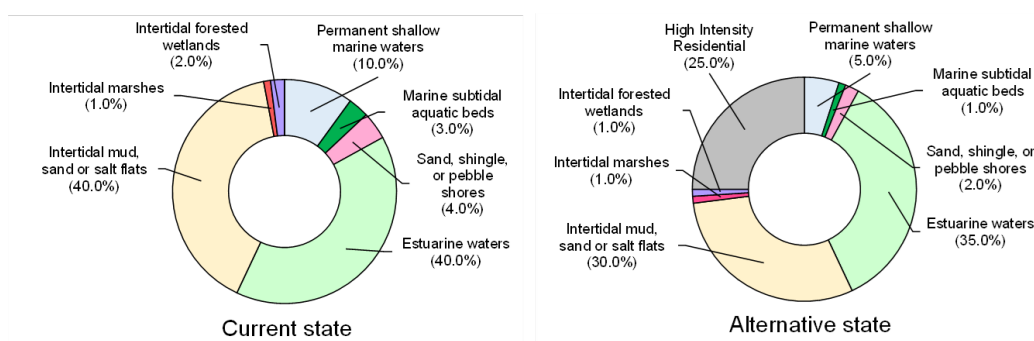 Intertidal forested
wetlands
(2.0%)
Permanent shallow
marine waters
(10.0%)
Intertidal marshes
(1.0%)
Marine subtidal
aquatic beds
(3.0%)
Intertidal mud,
sand or salt flats
(40.0%)
Sand, shingle,
or pebble
shores
(4.0%)
Estuarine waters
(40.0%)
Current state
High Intensity
Residential
(25.0%)
Permanent shallow
marine waters
(5.0%)
Intertidal forested
wetlands
(1.0%)
Marine subtidal
aquatic beds
(1.0%)
Intertidal marshes
(1.0%)
Sand, shingle, or
pebble shores
(2.0%)
Intertidal mud,
sand or salt flats
(30.0%)
Estuarine waters
(35.0%)
Alternative state